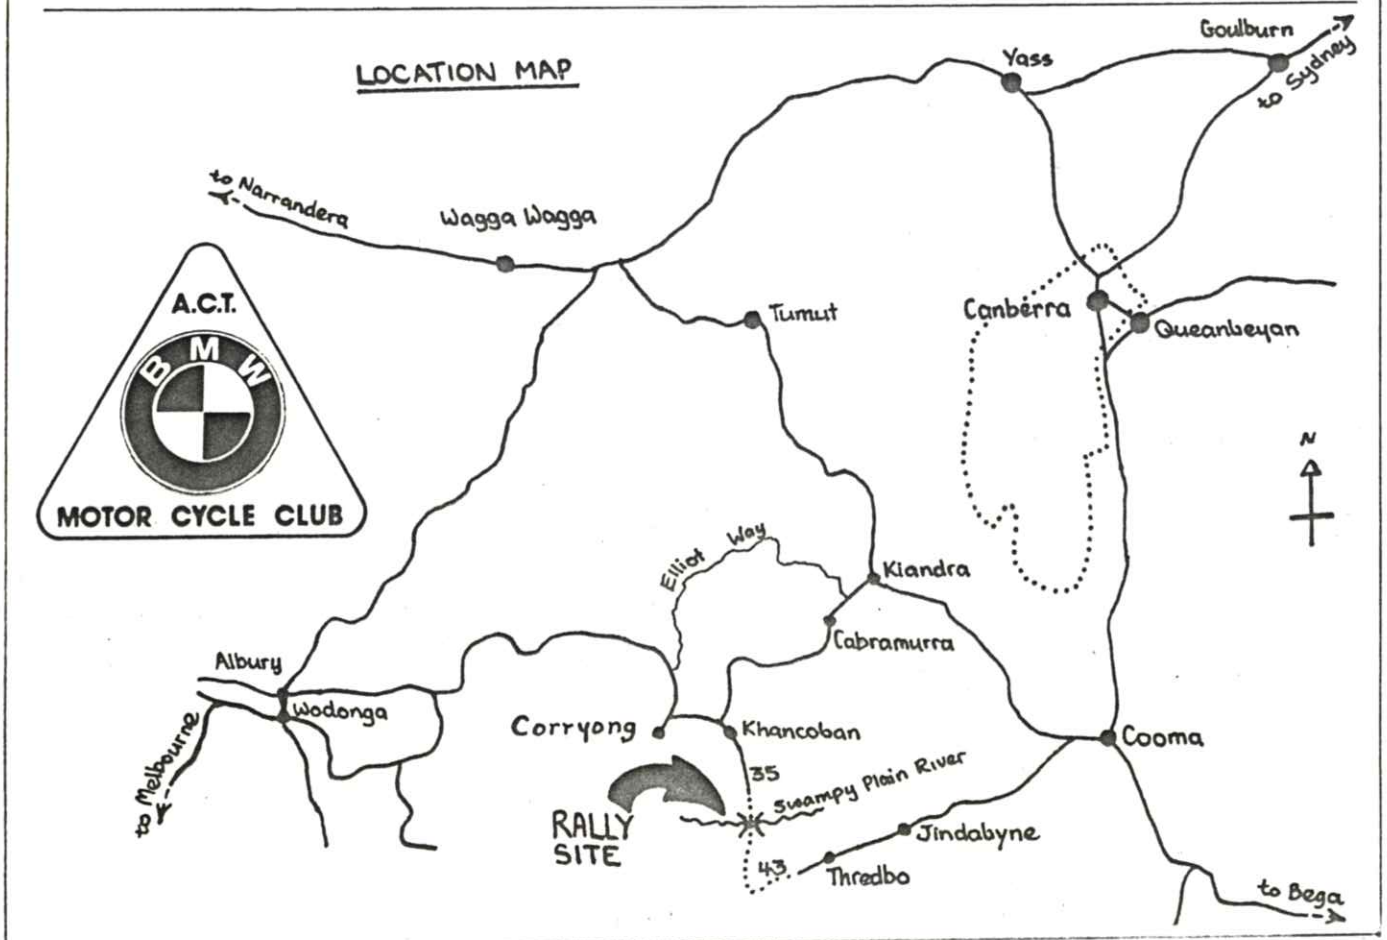 LOCATION MAP
Goulburn
to Sydney
Yass
to Narrandera
Wagga Wagga
A.C.T.
BMW
MOTOR CYCLE CLUB
Tumut
Canberra
Queanbeyan
N
Elliot Way
Kiandra
Cabramurra
Albury
Wodonga
to Melbourne
Corryong
Khancoban
Cooma
35
Swampy Plain River
RALLY
SITE
43
Jindabyne
Thredbo
to Bega